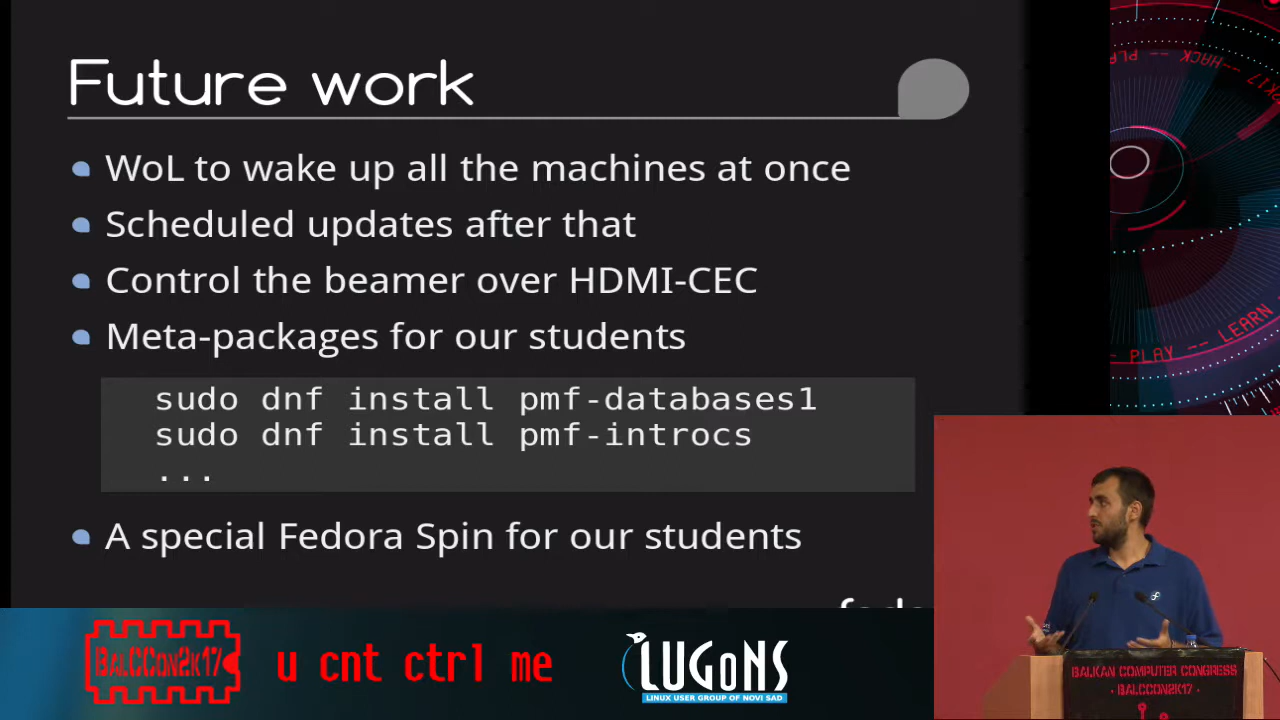 Future work
WoL to wake up all the machines at once
Scheduled updates after that
Control the beamer over HDMI-CEC
Meta-packages for our students
sudo dnf install pmf-databases1
sudo dnf install pmf-introcs
...
A special Fedora Spin for our students
HACK -- PLA
2K17
PLAY -- LEARN
BALCCON2K17
u cnt ctrl me
LUGoNS
LINUX USER GROUP OF NOVI SAD
BALKAN COMPUTER CONGRESS
· BALCCON2K17 ·